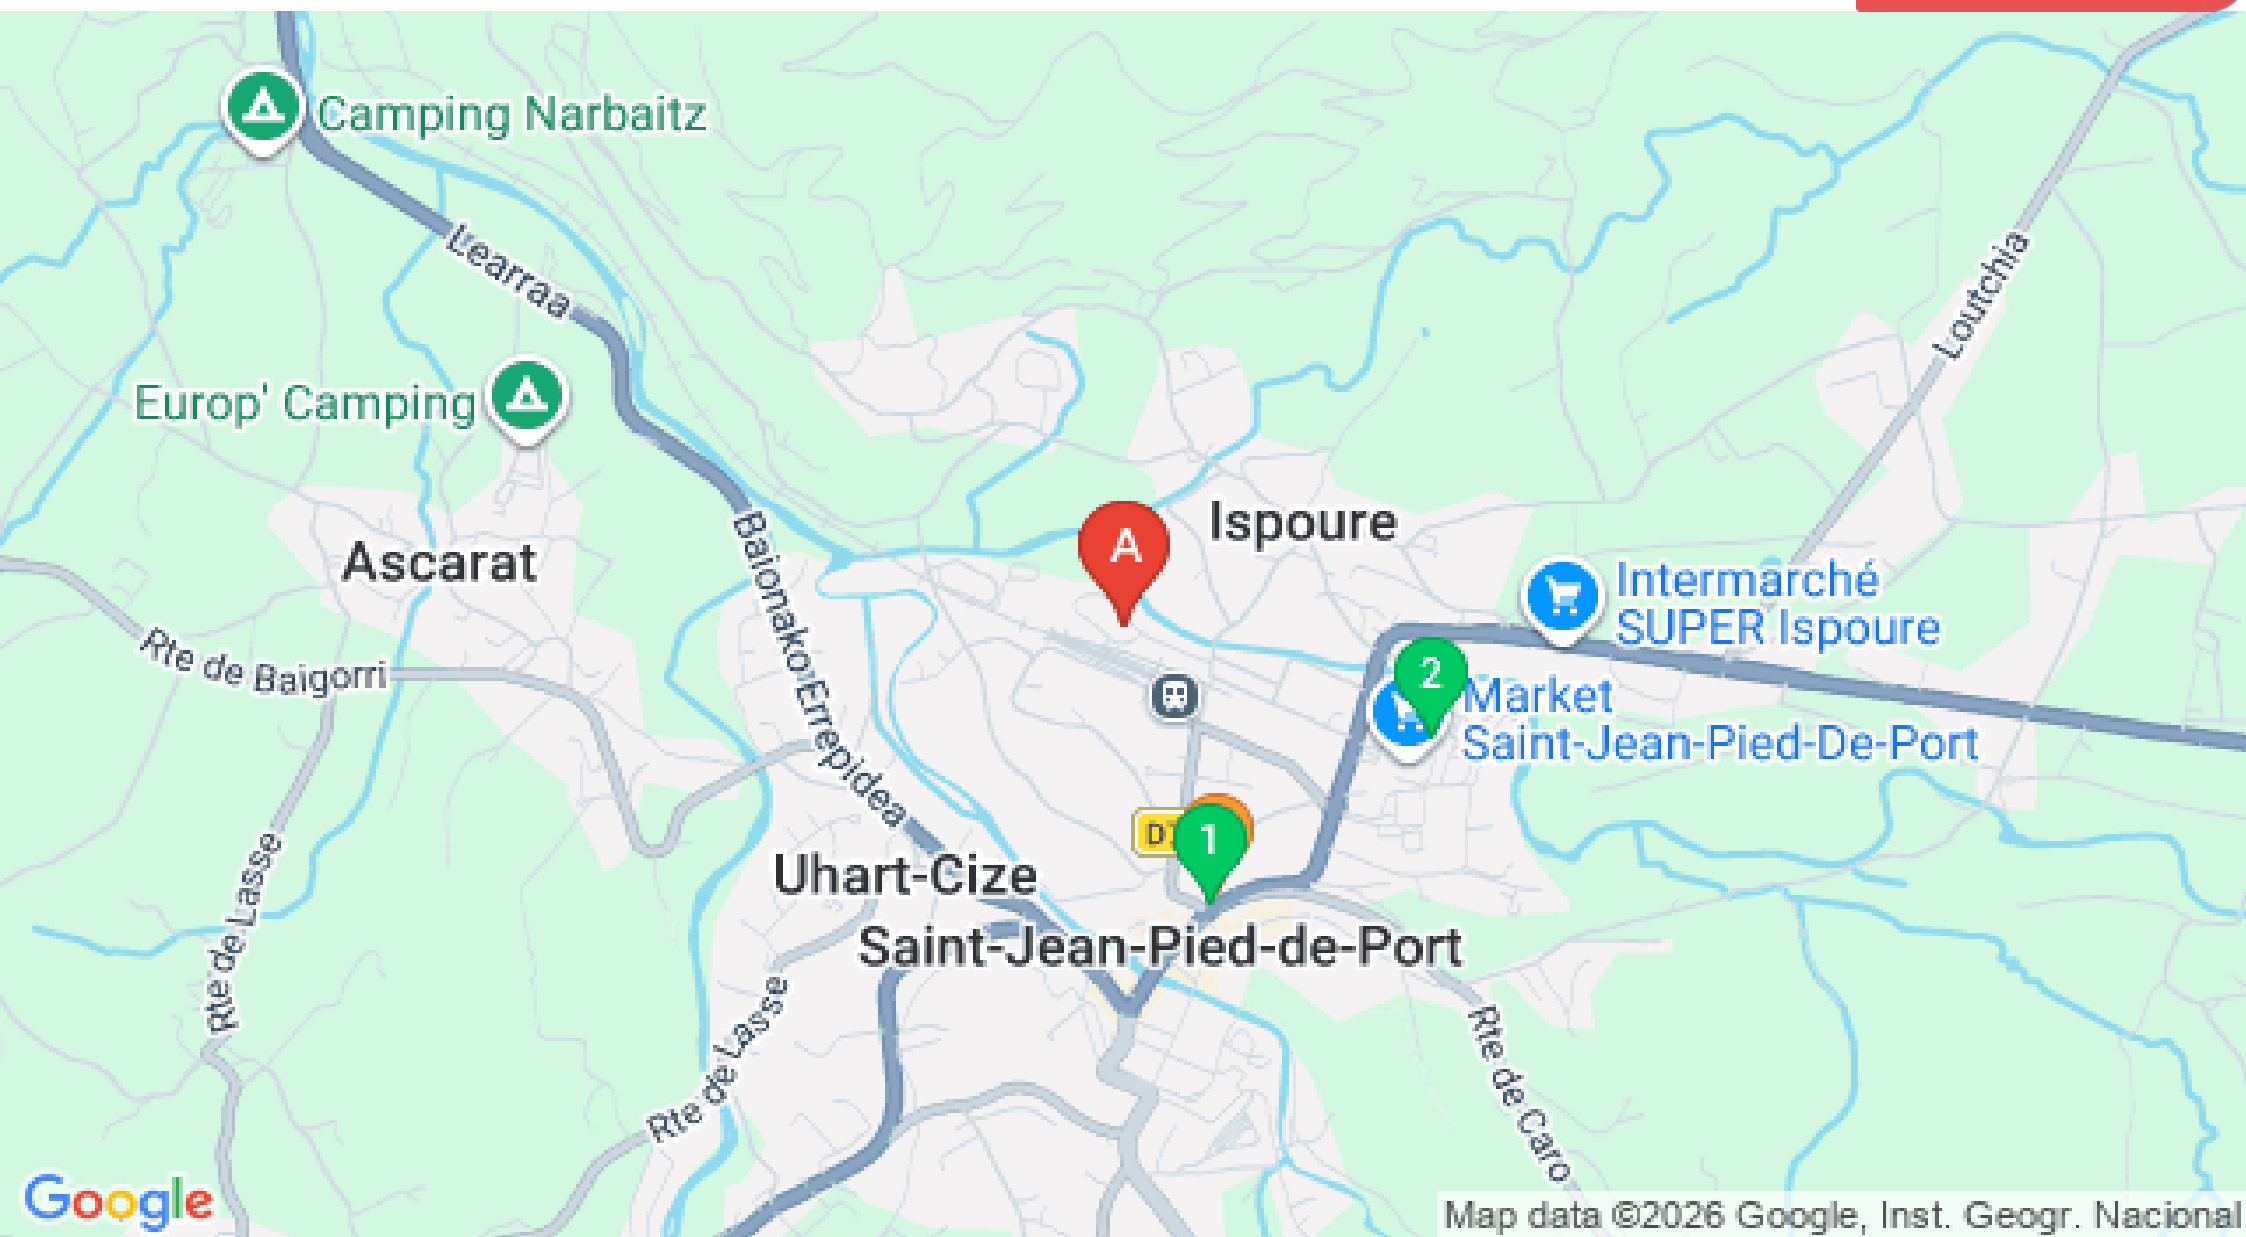 Camping Narbaitz
Learraa
Loutchia
Europ' Camping
Ispoure
A
Ascarat
Baionako Errepidea
Intermarché
SUPER Ispoure
Rte de Baigorri
2
Market
Saint-Jean-Pied-De-Port
1
Uhart-Cize
Saint-Jean-Pied-de-Port
Rte de Lasse
Rte de Lasse
Rte de Caro
Google
Map data ©2026 Google, Inst. Geogr. Nacional